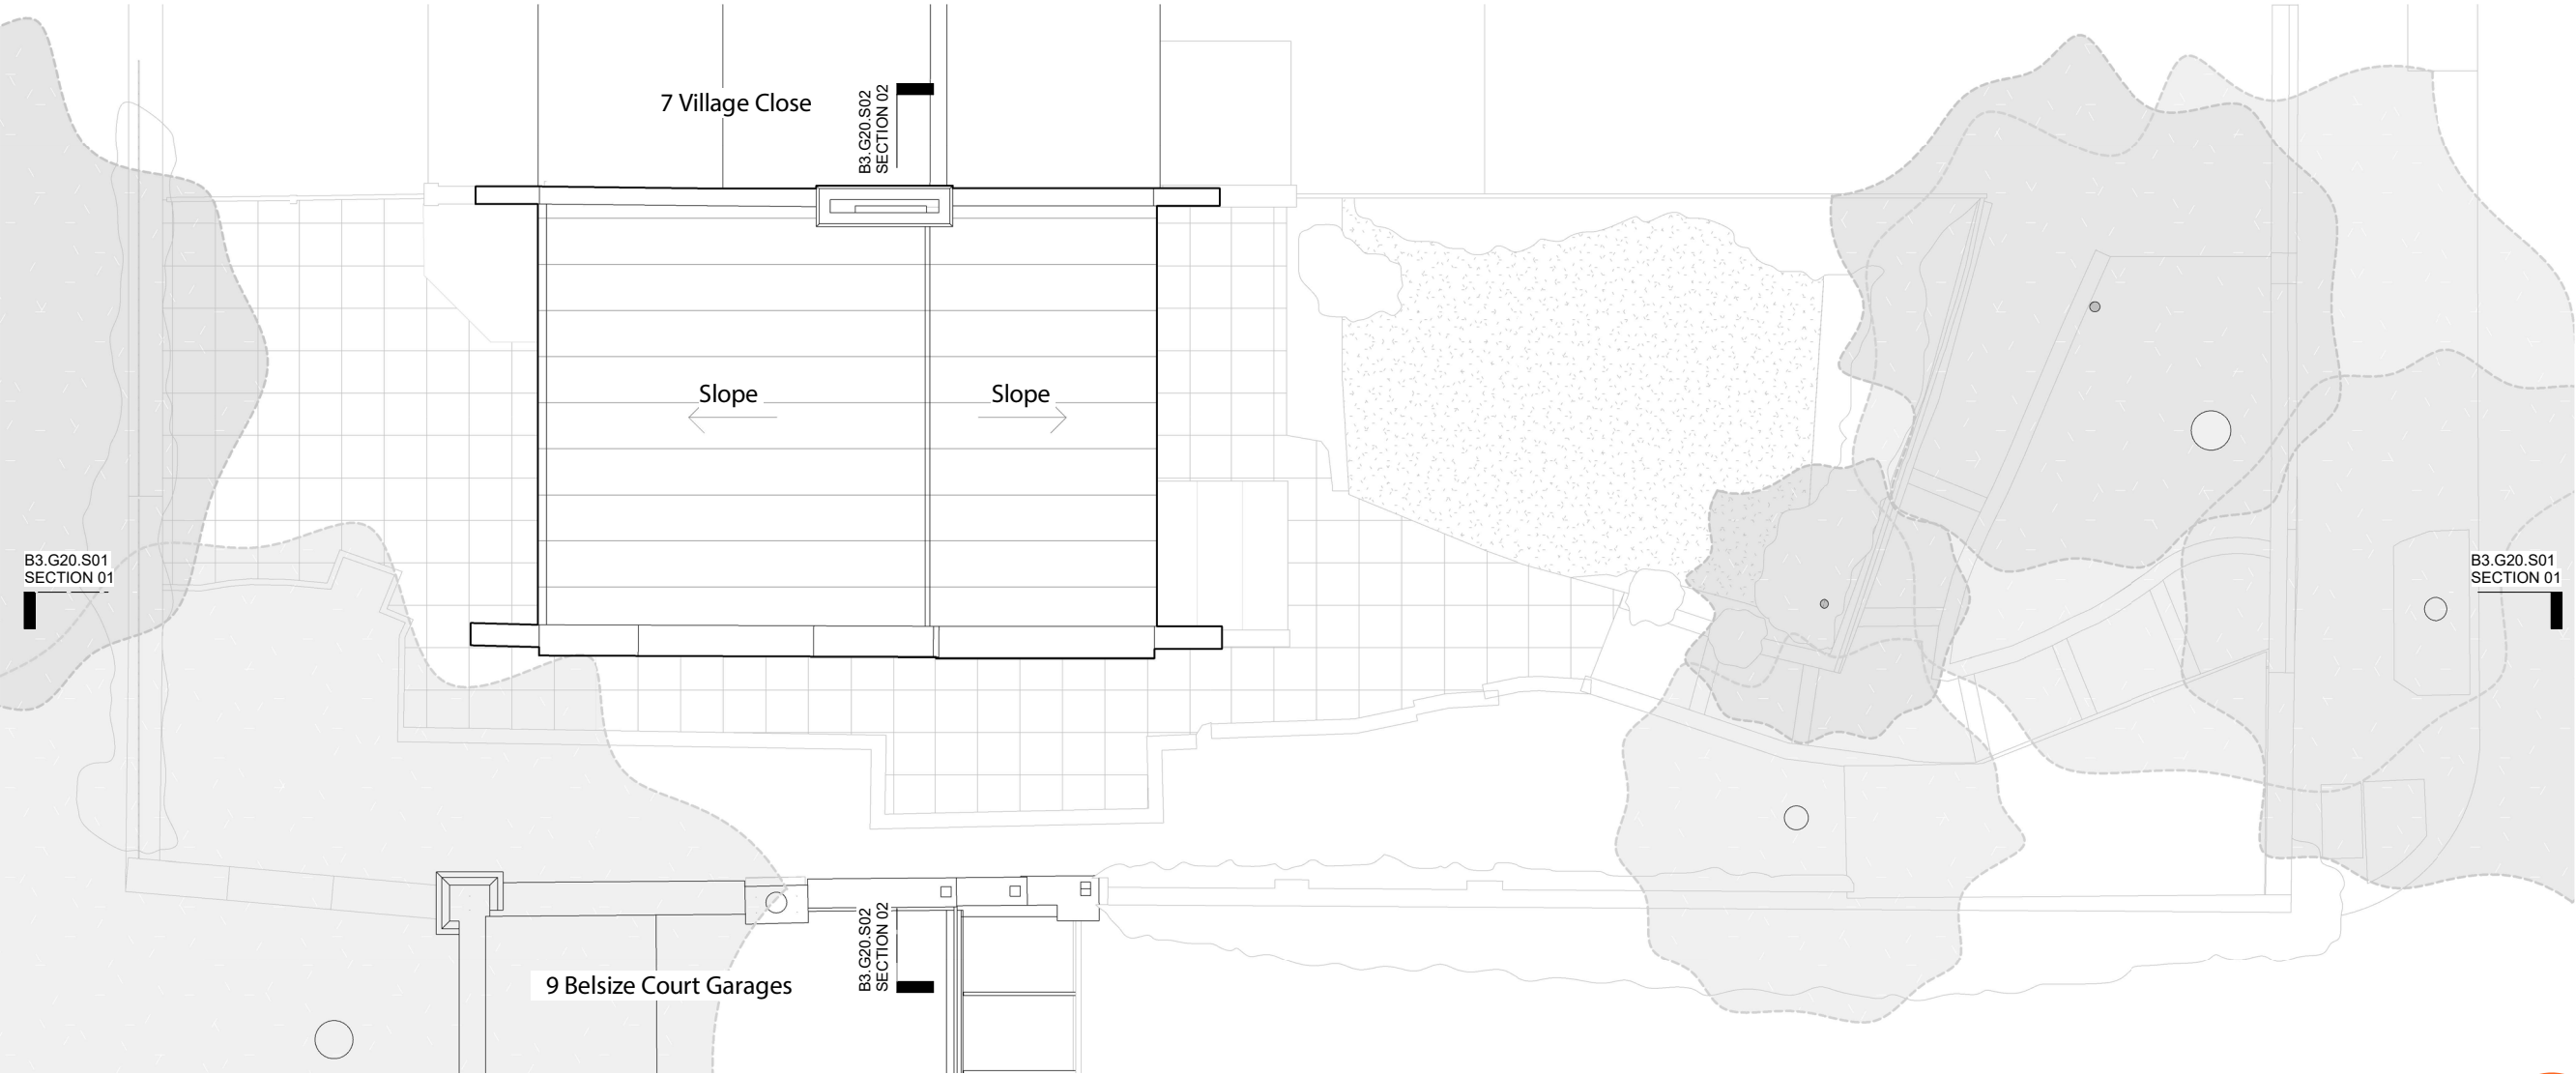 7 Village Close
B3.G20.S02
SECTION 02
Slope
Slope
B3.G20.S01
SECTION 01
B3.G20.S01
SECTION 01
B3.G20.S02
SECTION 02
9 Belsize Court Garages